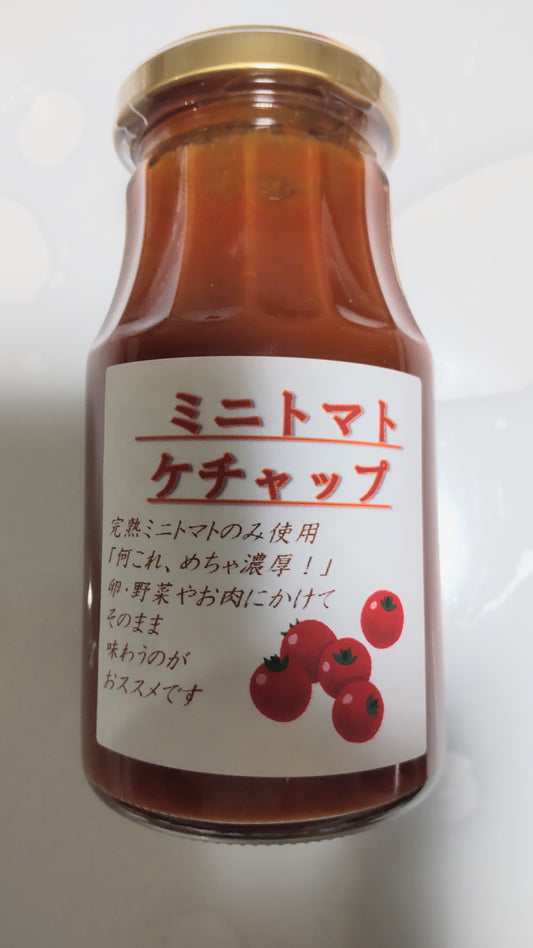 ミニトマト
ケチャップ
完熟ミニトマトのみ使用
「何これ、めちゃ濃厚！」
卵・野菜やお肉にかけて
そのまま
味わうのが
おススメです